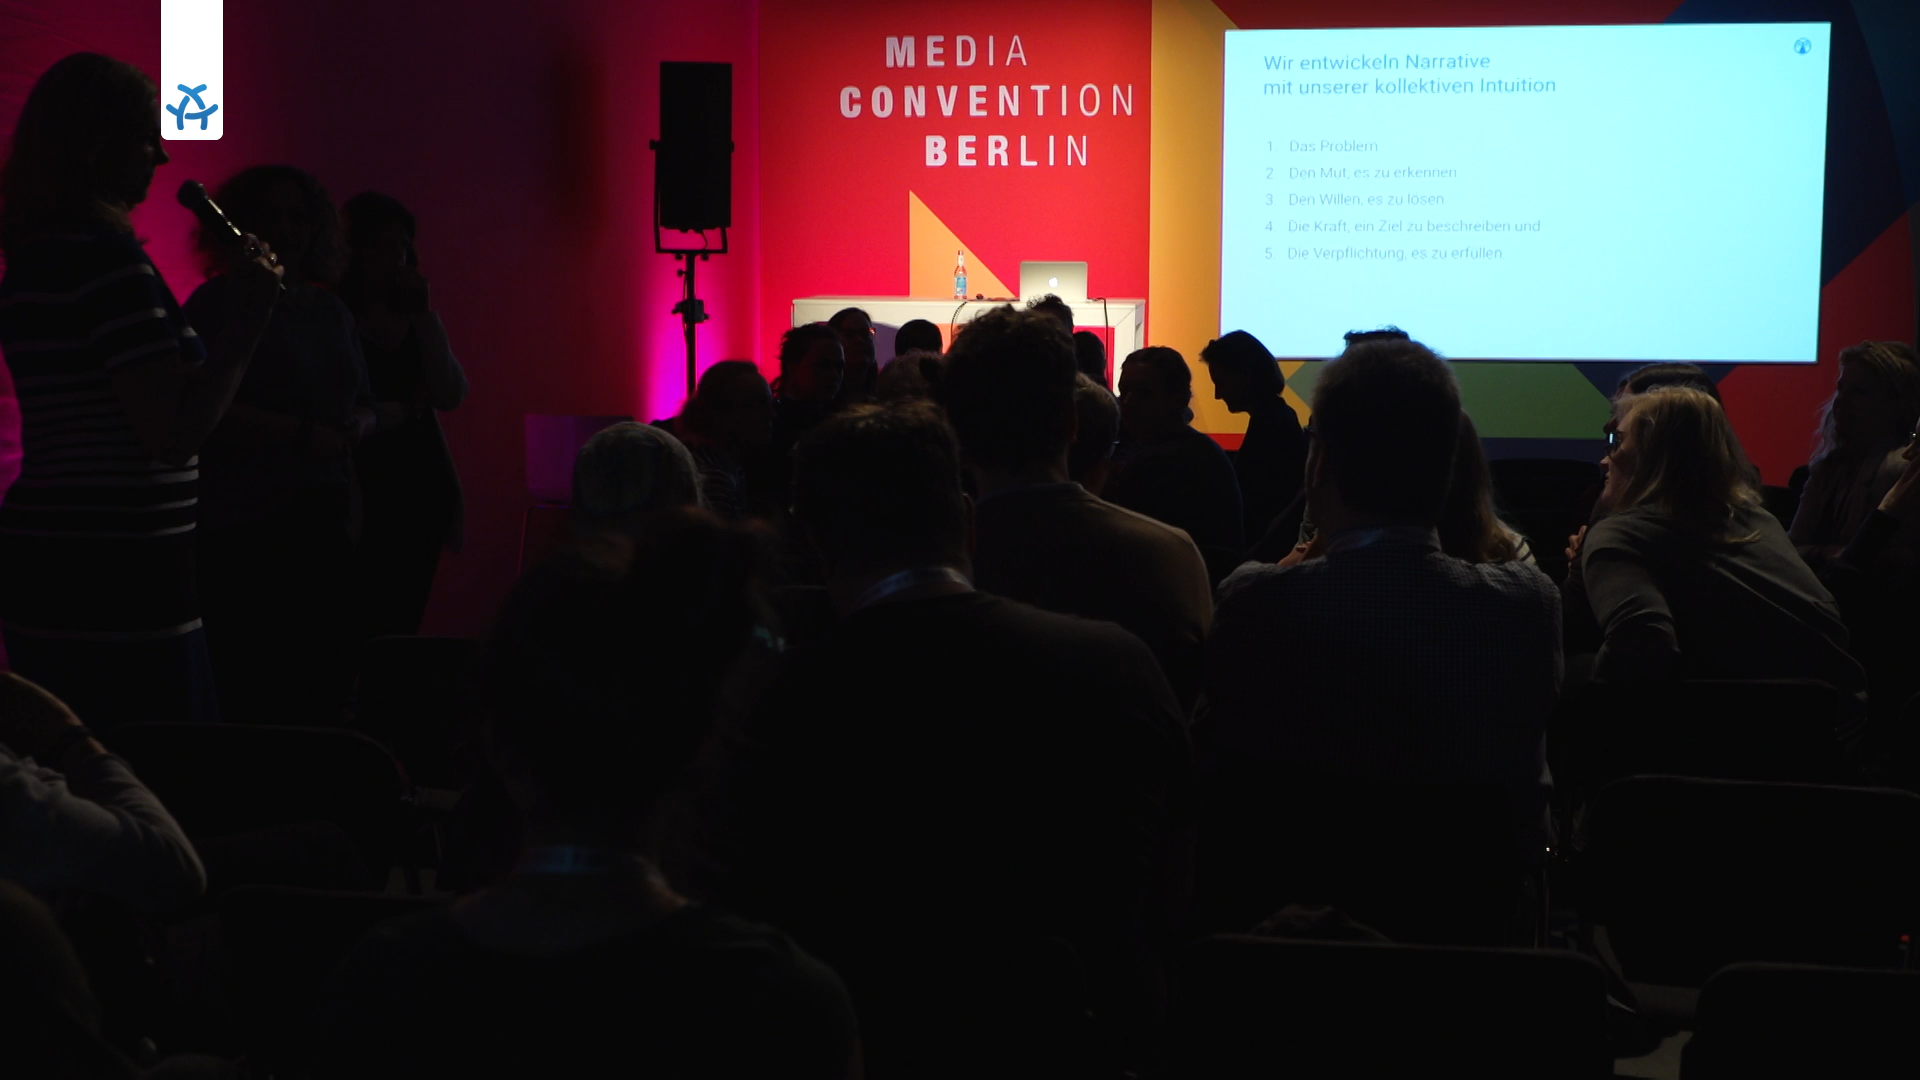 MEDIA
CONVENTION
BERLIN
Wir entwickeln Narrative
mit unserer kollektiven Intuition
1. Das Problem
2 Den Mut, es zu erkennen
3 Den Willen, es zu lösen
4. Die Kraft, ein Ziel zu beschreiben und
5. Die Verpflichtung, es zu erfüllen